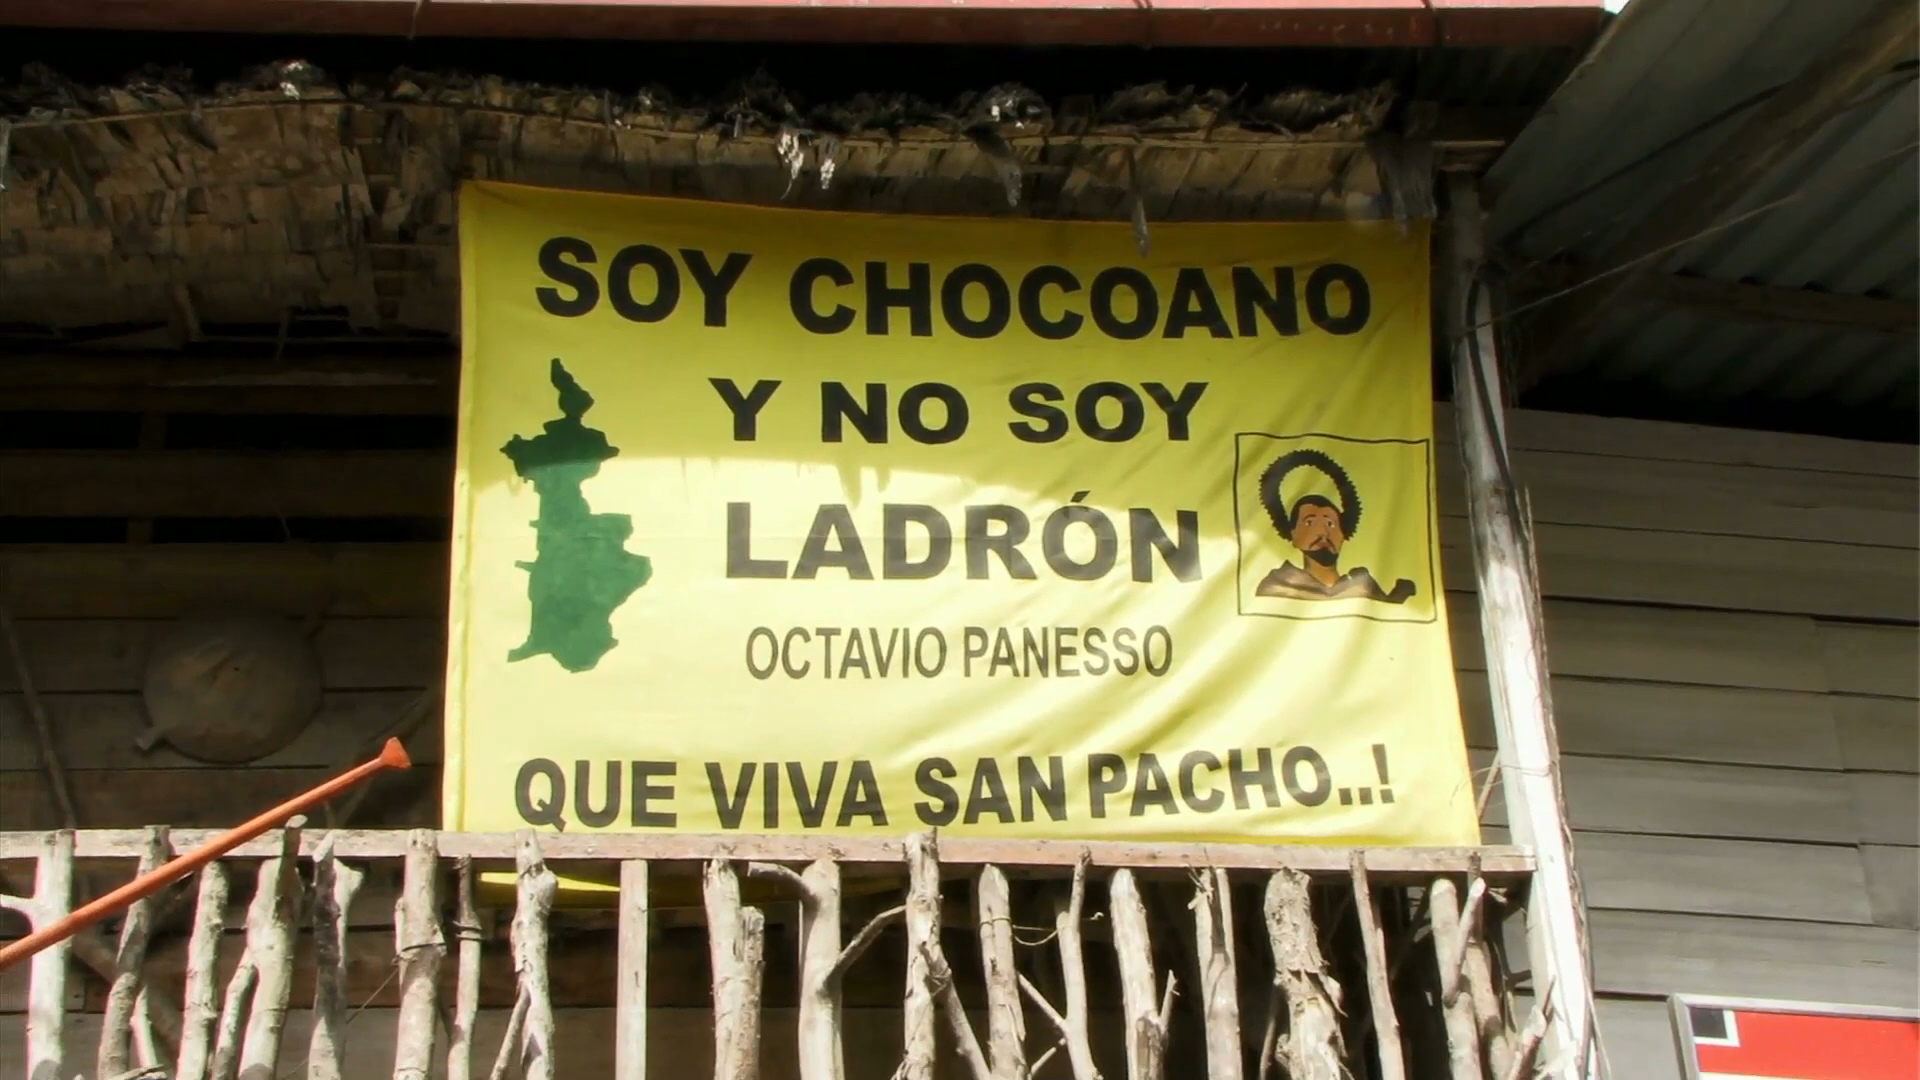 SOY CHOCOANO
Y NO SOY
LADRÓN
OCTAVIO PANESSO
QUE VIVA SAN PACHO..!